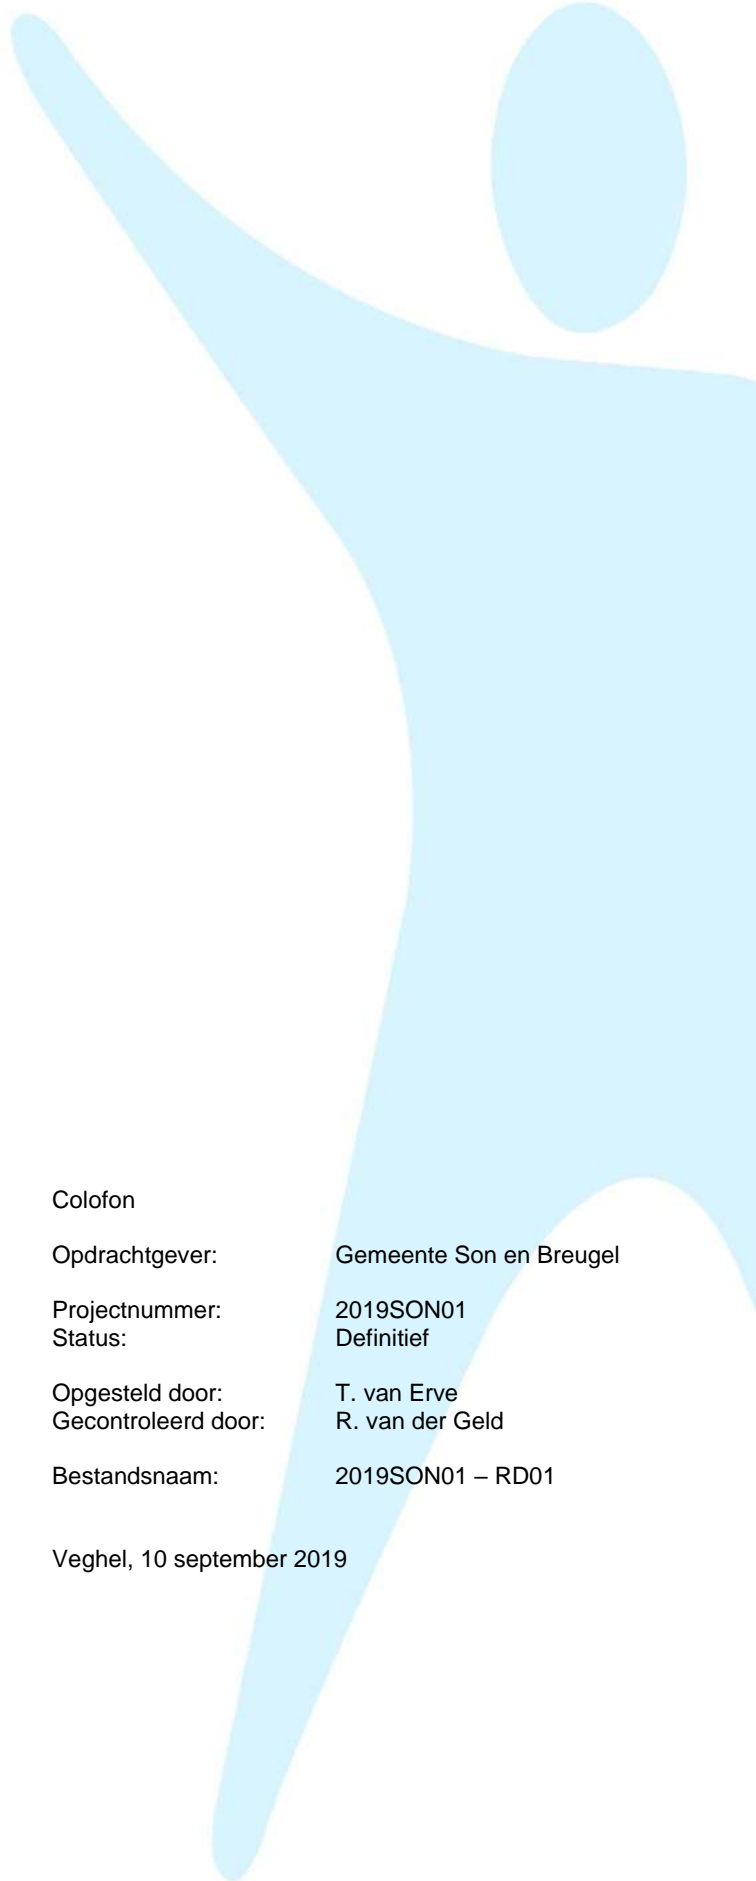 Colofon
Opdrachtgever: Gemeente Son en Breugel
Projectnummer: 2019SON01
Status: Definitief
Opgesteld door: T. van Erve
Gecontroleerd door: R. van der Geld
Bestandsnaam: 2019SON01 – RD01
Veghel, 10 september 2019